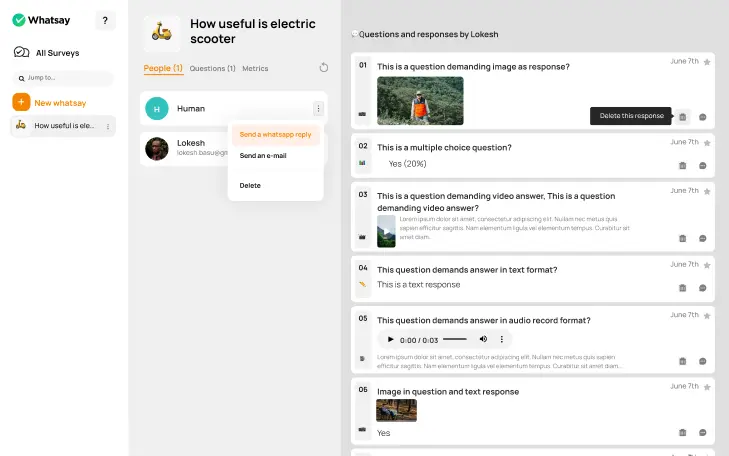 Whatsay
?
All Surveys
Jump to...
New whatsay
How useful is ele...
How useful is electric
scooter
People (1) Questions (1) Metrics
H
Human
Send a whatsapp reply
Send an e-mail
Delete
Lokesh
lokesh.basu@gm
Questions and responses by Lokesh
01
This is a question demanding image as response?
June 7th
Delete this response
02
This is a multiple choice question?
June 7th
Yes (20%)
03
This is a question demanding video answer, This is a question
demanding video answer?
June 7th
Lorem ipsum dolor sit amet, consectetur adipiscing elit. Nullam nec metus quis
sapien efficitur sagittis. Nam elementum ligula vel elementum tempus. Curabitur sit
amet diam.
04
This question demands answer in text format?
June 7th
This is a text response
05
This question demands answer in audio record format?
June 7th
0:00 / 0:03
Lorem ipsum dolor sit amet, consectetur adipiscing elit. Nullam nec metus quis sapien
efficitur sagittis. Nam elementum ligula vel elementum tempus. Curabitur sit amet diam...
06
Image in question and text response
June 7th
Yes